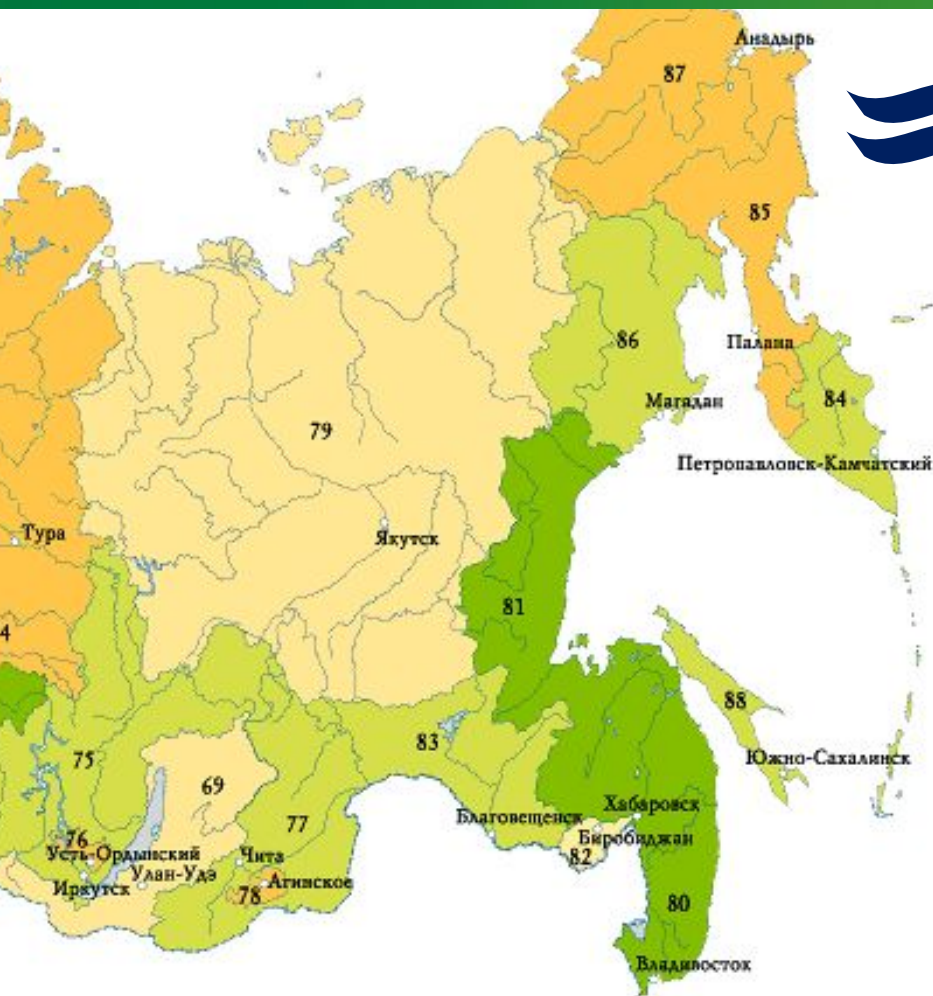 Анадырь
87
85
86
Палана
84
Магадан
79
Петропавловск-Камчатский
Тура
Якутск
81
4
88
83
75
Южно-Сахалинск
69
Хабаровск
Благовещенск
77
Биробиджан
76
Усть-Ордынский
Чита
82
Улан-Удэ
Агинское
Иркутск
78
80
Владивосток